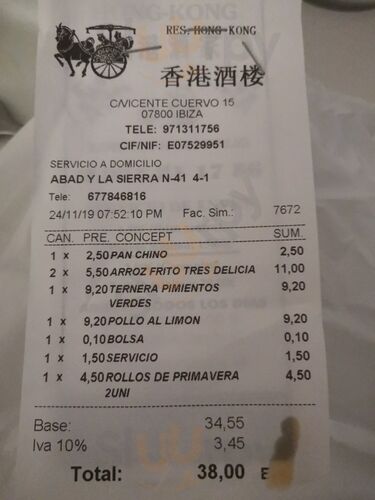 RES. HONG KONG
香港酒楼
C/VICENTE CUERVO 15
07800 IBIZA
TELE: 971311756
CIF/NIF: E07529951
SERVICIO A DOMICILIO
ABAD Y LA SIERRA N-41 4-1
Tele: 677846816
24/11/19 07:52:10 PM Fac. Sim.: 7672
CAN. PRE. CONCEPT SUM.
1 x 2,50 PAN CHINO 2,50
2 x 5,50 ARROZ FRITO TRES DELICIA 11,00
1 x 9,20 TERNERA PIMIENTOS 9,20
VERDES
1 x 9,20 POLLO AL LIMON 9,20
1 x 0,10 BOLSA 0,10
1 x 1,50 SERVICIO 1,50
1 x 4,50 ROLLOS DE PRIMAVERA 4,50
2UNI
Base: 34,55
Iva 10% 3,45
Total: 38,00 E